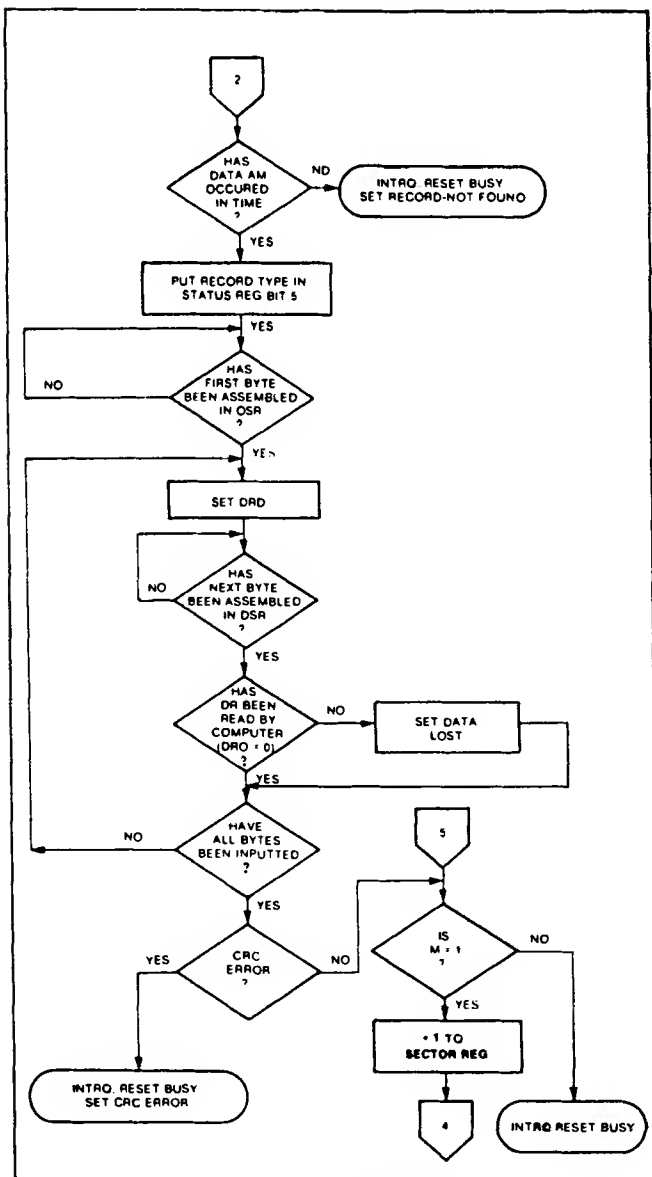 2
HAS
DATA AM
OCCURED
IN TIME
?
ND
INTRQ. RESET BUSY
SET RECORD-NOT FOUND
YES
PUT RECORD TYPE IN
STATUS REG BIT 5
YES
NO
HAS
FIRST BYTE
BEEN ASSEMBLED
IN OSR
?
YES
SET DRD
NO
HAS
NEXT BYTE
BEEN ASSEMBLED
IN DSR
?
YES
HAS
DR BEEN
READ BY
COMPUTER
(DRO = 0)
?
NO
SET DATA
LOST
YES
NO
HAVE
ALL BYTES
BEEN INPUTTED
?
5
YES
YES
CRC
ERROR
?
NO
IS
M = 1
?
NO
YES
+ 1 TO
SECTOR REG
INTRQ. RESET BUSY
SET CRC ERROR
4
INTRQ RESET BUSY